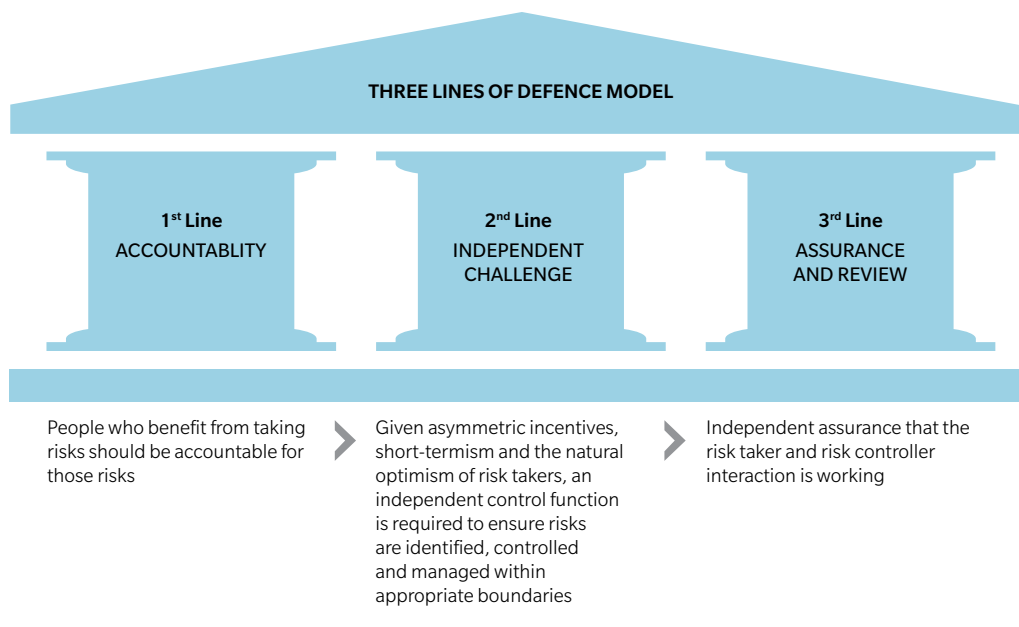 THREE LINES OF DEFENCE MODEL
1st Line
ACCOUNTABLITY
2nd Line
INDEPENDENT
CHALLENGE
3rd Line
ASSURANCE
AND REVIEW
People who benefit from taking
risks should be accountable for
those risks
Given asymmetric incentives,
short-termism and the natural
optimism of risk takers, an
independent control function
is required to ensure risks
are identified, controlled
and managed within
appropriate boundaries
Independent assurance that the
risk taker and risk controller
interaction is working